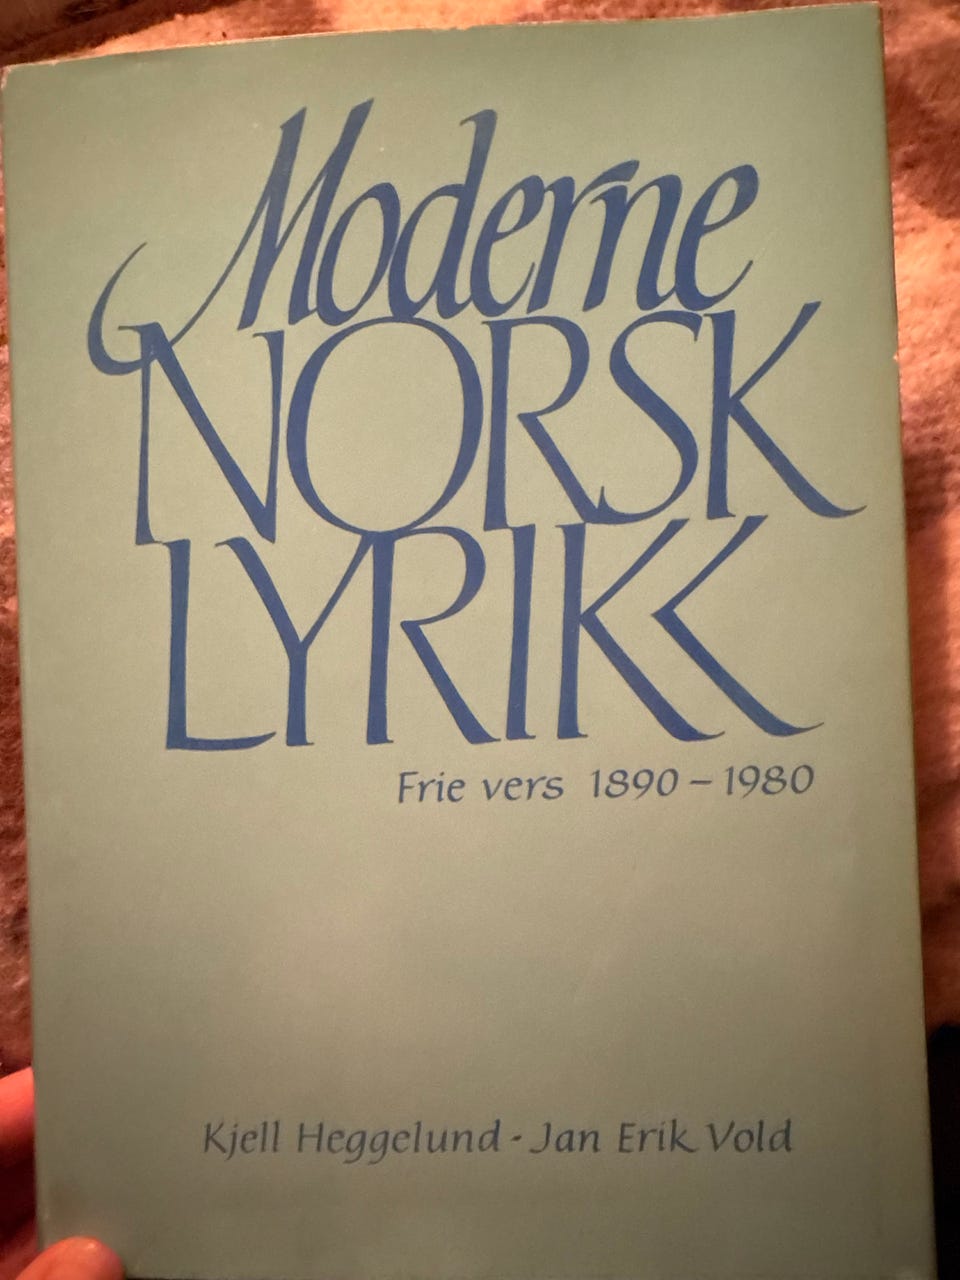 Moderne
NORSK
LYRIKK
Frie vers 1890 – 1980
Kjell Heggelund · Jan Erik Vold